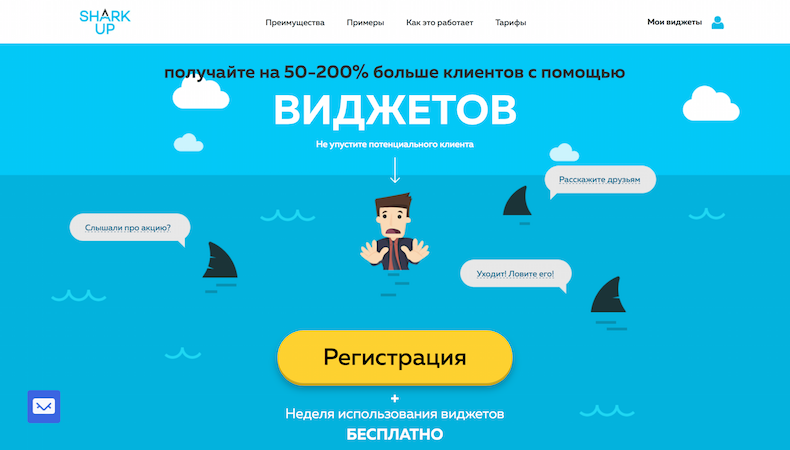 SHARK
UP
Преимущества
Примеры
Как это работает
Тарифы
Мои виджеты
получайте на 50-200% больше клиентов с помощью
ВИДЖЕТОВ
Не упустите потенциального клиента
Расскажите друзьям
Слышали про акцию?
Уходит! Ловите его!
Регистрация
+
Неделя использования виджетов
БЕСПЛАТНО